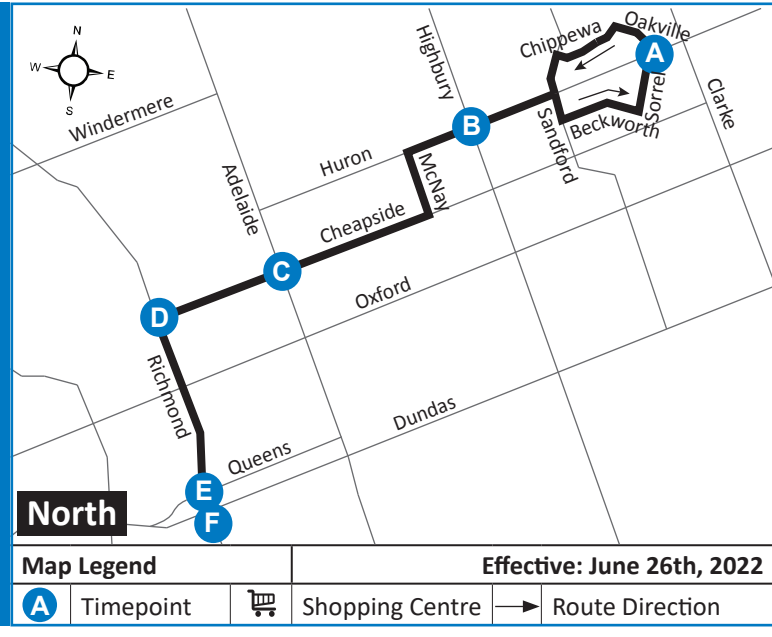 N
W
E
S
Windermere
Adelaide
Highbury
Chippewa
Oakville
A
Sorrel
Clarke
B
Sandford
Beckworth
Huron
McNay
Cheapside
C
Oxford
D
Richmond
Dundas
Queens
E
F
North
Map Legend
Effective: June 26th, 2022
A Timepoint Shopping Centre Route Direction